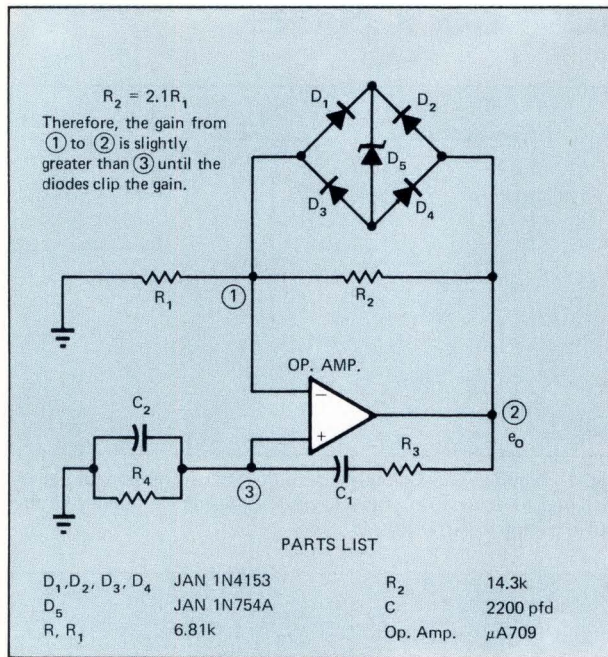 R₂ = 2.1R₁
Therefore, the gain from
① to ② is slightly
greater than ③ until the
diodes clip the gain.
D₁
D₂
D₅
D₃
D₄
R₁
①
R₂
OP. AMP.
−
+
②
e₀
C₂
R₄
③
C₁
R₃
PARTS LIST
D₁,D₂, D₃, D₄ JAN 1N4153
D₅ JAN 1N754A
R, R₁ 6.81k
R₂ 14.3k
C 2200 pfd
Op. Amp. μA709